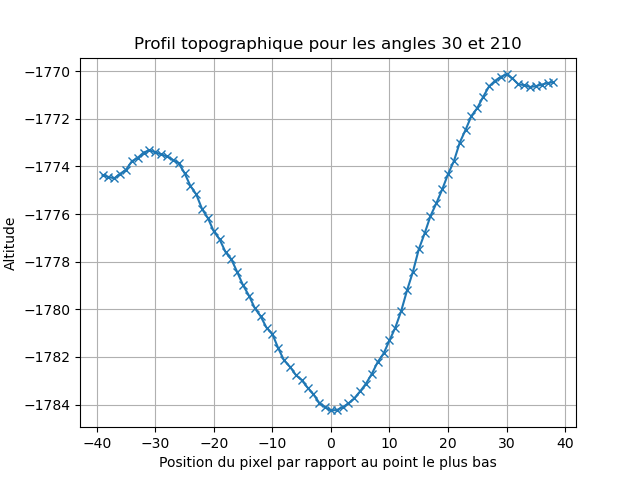 Profil topographique pour les angles 30 et 210
Altitude
−1770
−1772
−1774
−1776
−1778
−1780
−1782
−1784
−40 −30 −20 −10 0 10 20 30 40
Position du pixel par rapport au point le plus bas